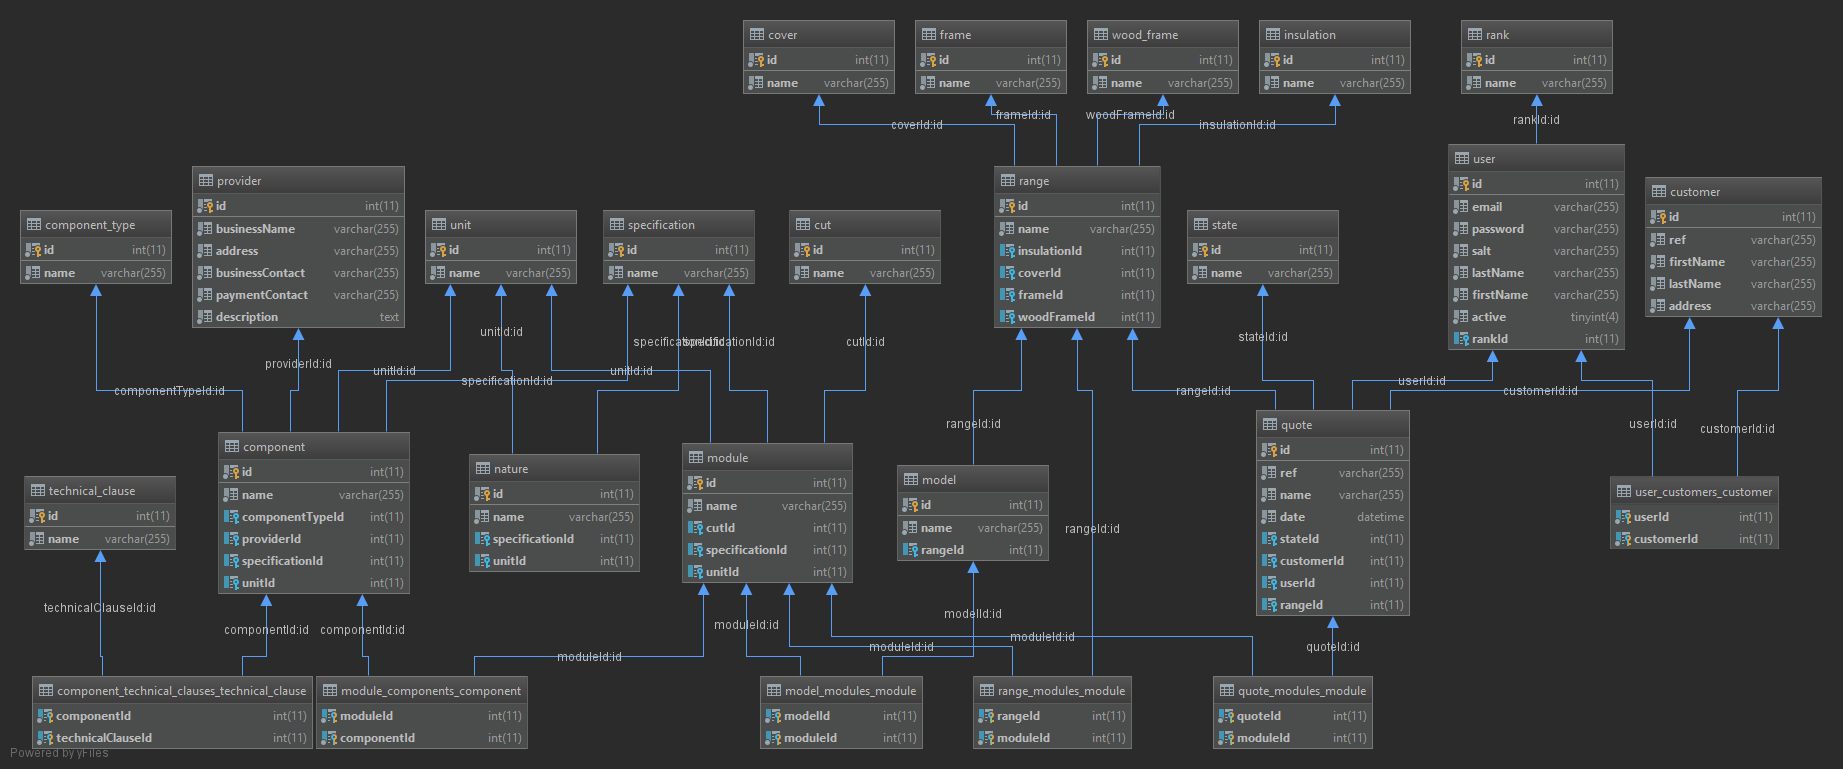 cover
id int(11)
name varchar(255)
frame
id int(11)
name varchar(255)
wood_frame
id int(11)
name varchar(255)
insulation
id int(11)
name varchar(255)
rank
id int(11)
name varchar(255)
coverId:id
frameId:id
woodFrameId:id
insulationId:id
rankId:id
component_type
id int(11)
name varchar(255)
provider
id int(11)
businessName varchar(255)
address varchar(255)
businessContact varchar(255)
paymentContact varchar(255)
description text
unit
id int(11)
name varchar(255)
specification
id int(11)
name varchar(255)
cut
id int(11)
name varchar(255)
range
id int(11)
name varchar(255)
insulationId int(11)
coverId int(11)
frameId int(11)
woodFrameId int(11)
state
id int(11)
name varchar(255)
user
id int(11)
email varchar(255)
password varchar(255)
salt varchar(255)
lastName varchar(255)
firstName varchar(255)
active tinyint(4)
rankId int(11)
customer
id int(11)
ref varchar(255)
firstName varchar(255)
lastName varchar(255)
address varchar(255)
componentTypeId:id
providerId:id
unitId:id
unitId:id
specificationId:id
unitId:id
specificationId:id
specificationId:id
cutId:id
rangeId:id
rangeId:id
rangeId:id
stateId:id
userId:id
customerId:id
userId:id
customerId:id
technical_clause
id int(11)
name varchar(255)
component
id int(11)
name varchar(255)
componentTypeId int(11)
providerId int(11)
specificationId int(11)
unitId int(11)
nature
id int(11)
name varchar(255)
specificationId int(11)
unitId int(11)
module
id int(11)
name varchar(255)
cutId int(11)
specificationId int(11)
unitId int(11)
model
id int(11)
name varchar(255)
rangeId int(11)
quote
id int(11)
ref varchar(255)
name varchar(255)
date datetime
stateId int(11)
customerId int(11)
userId int(11)
rangeId int(11)
user_customers_customer
userId int(11)
customerId int(11)
technicalClauseId:id
componentId:id
componentId:id
moduleId:id
moduleId:id
moduleId:id
modelId:id
moduleId:id
quoteId:id
component_technical_clauses_technical_clause
componentId int(11)
technicalClauseId int(11)
module_components_component
moduleId int(11)
componentId int(11)
model_modules_module
modelId int(11)
moduleId int(11)
range_modules_module
rangeId int(11)
moduleId int(11)
quote_modules_module
quoteId int(11)
moduleId int(11)
Powered by yFiles